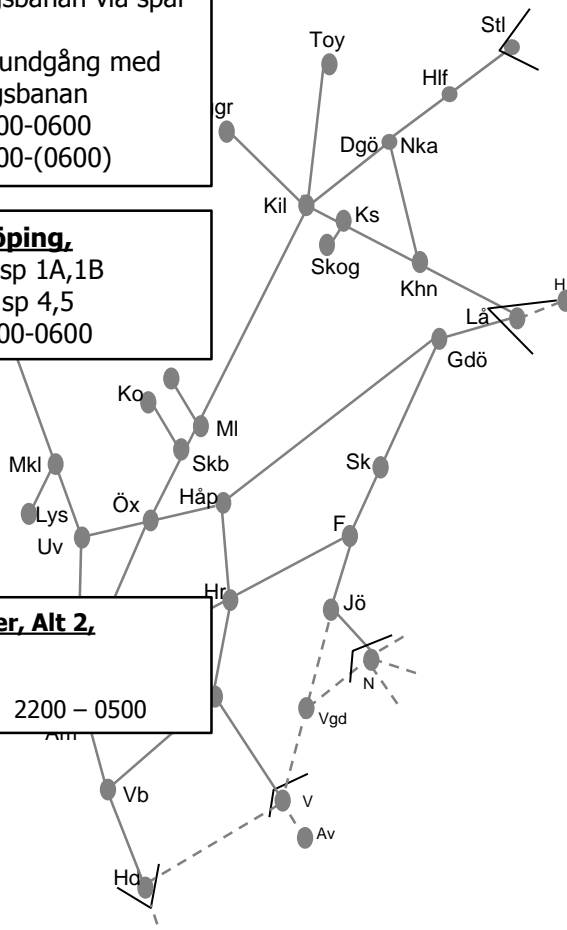 gsbanan via spår
undgång med
gsbanan
00-0600
00-(0600)
öping,
sp 1A,1B
sp 4,5
00-0600
er, Alt 2,
2200 – 0500
Stl
Toy
Hlf
gr
Dgö
Nka
Kil
Ks
Skog
Khn
H
Lå
Gdö
Ko
Ml
Skb
Mkl
Sk
Håp
Öx
Lys
Uv
F
Hr
Jö
N
Vgd
Vb
V
Av